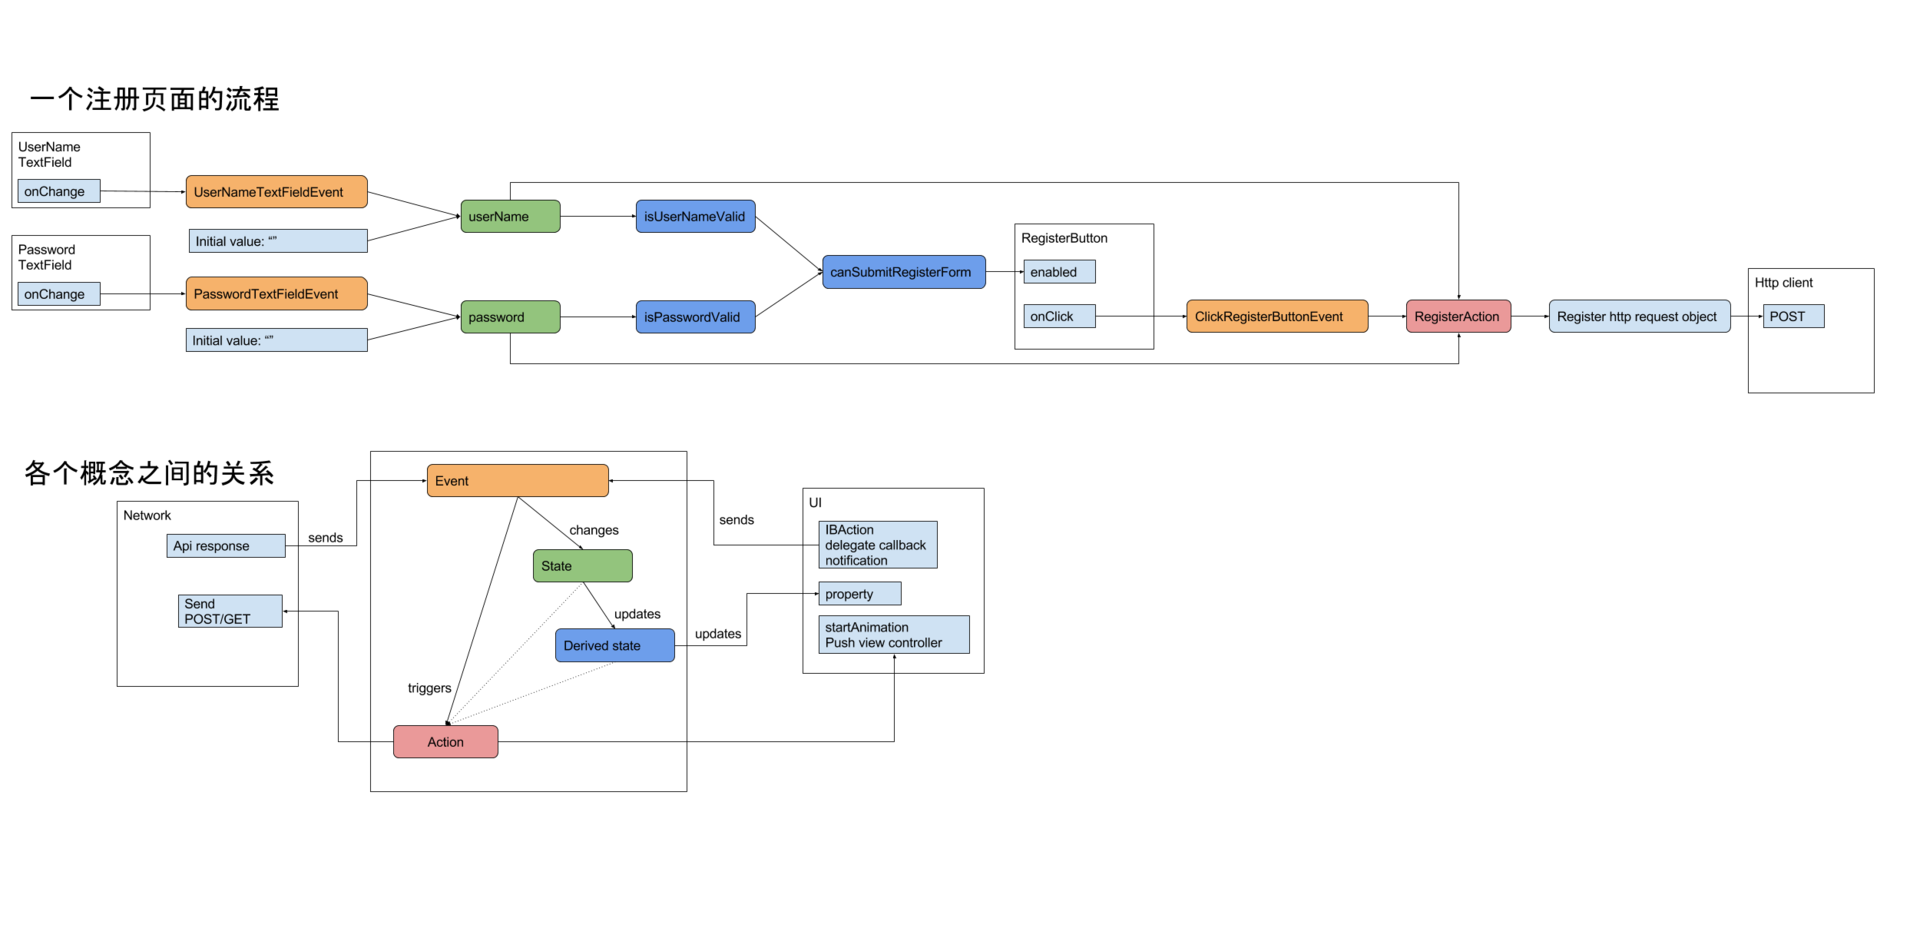 一个注册页面的流程
UserName
TextField
onChange
UserNameTextFieldEvent
Initial value: “”
Password
TextField
onChange
PasswordTextFieldEvent
Initial value: “”
userName
password
isUserNameValid
isPasswordValid
canSubmitRegisterForm
RegisterButton
enabled
onClick
ClickRegisterButtonEvent
RegisterAction
Register http request object
Http client
POST
各个概念之间的关系
Network
Api response
Send
POST/GET
sends
Event
changes
State
updates
Derived state
triggers
Action
sends
updates
UI
IBAction
delegate callback
notification
property
startAnimation
Push view controller